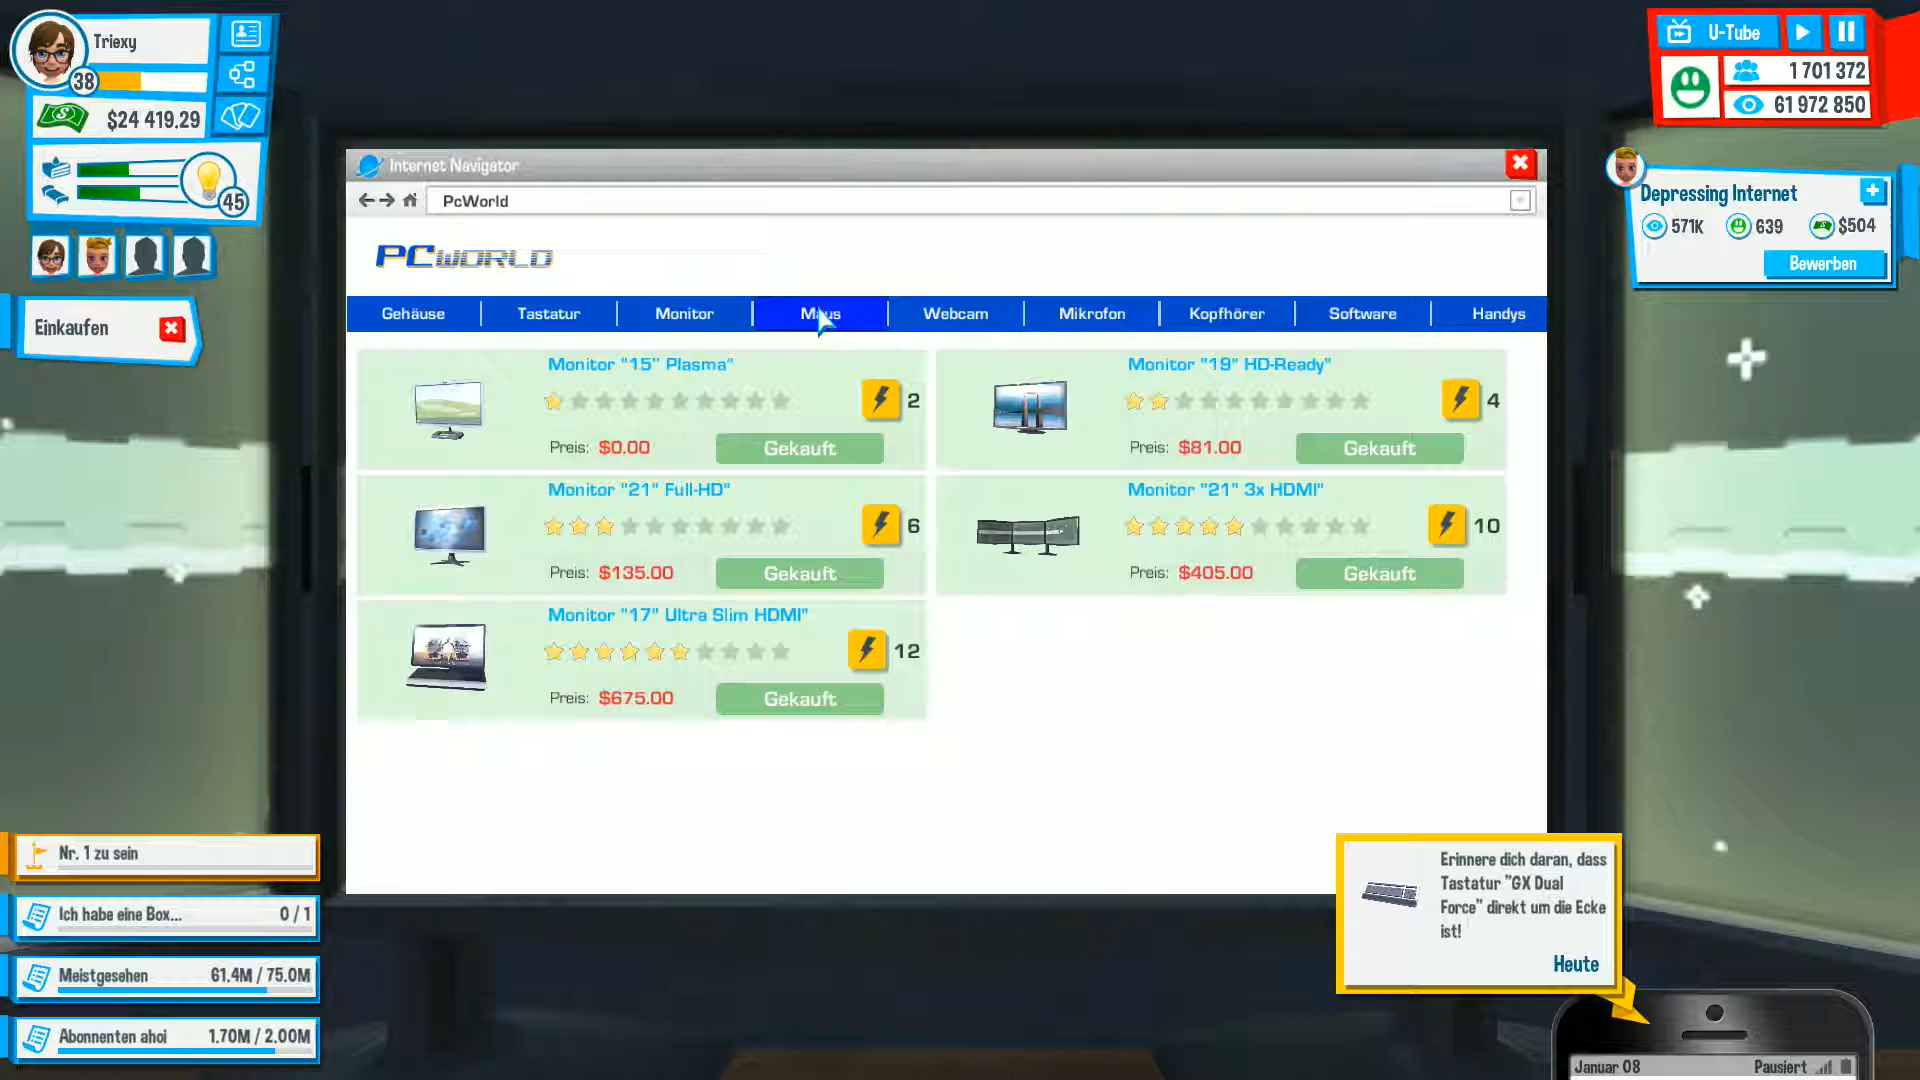 Triexy
38
$24 419.29
45
Einkaufen
Nr. 1 zu sein
Ich habe eine Box... 0 / 1
Meistgesehen 61.4M / 75.0M
Abonnenten ahoi 1.70M / 2.00M
Internet Navigator
PcWorld
PCWORLD
Gehäuse Tastatur Monitor Maus Webcam Mikrofon Kopfhörer Software Handys
Monitor "15" Plasma"
2
Preis: $0.00 Gekauft
Monitor "19" HD-Ready"
4
Preis: $81.00 Gekauft
Monitor "21" Full-HD"
6
Preis: $135.00 Gekauft
Monitor "21" 3x HDMI"
10
Preis: $405.00 Gekauft
Monitor "17" Ultra Slim HDMI"
12
Preis: $675.00 Gekauft
U-Tube
1 701 372
61 972 850
Depressing Internet
571K 639 $504
Bewerben
Erinnere dich daran, dass
Tastatur "GX Dual
Force" direkt um die Ecke
ist!
Heute
Januar 08 Pausiert